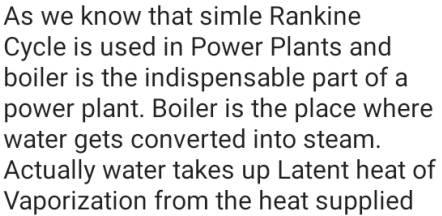 As we know that simle Rankine
Cycle is used in Power Plants and
boiler is the indispensable part of a
power plant. Boiler is the place where
water gets converted into steam.
Actually water takes up Latent heat of
Vaporization from the heat supplied